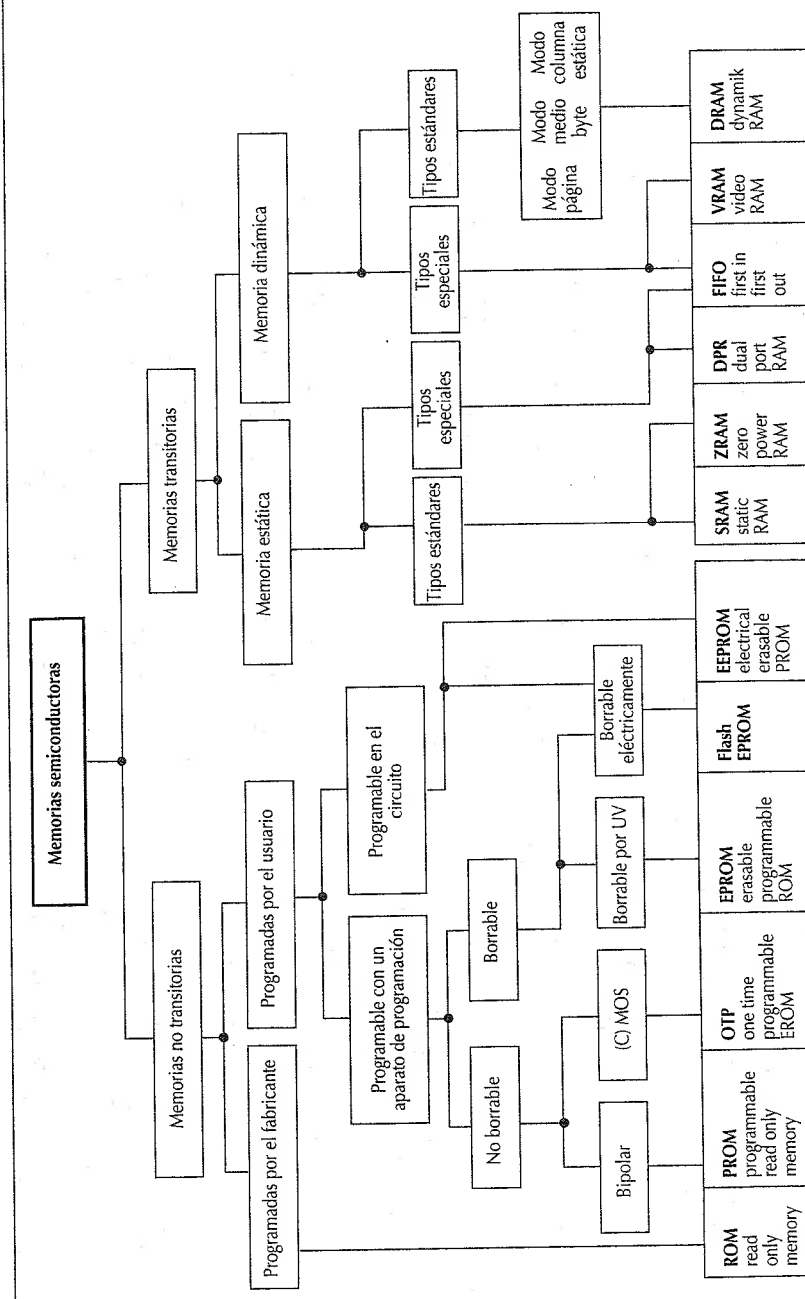 Memorias semiconductoras
Memorias no transitorias
Memorias transitorias
Programadas por el fabricante
Programadas por el usuario
Memoria estática
Memoria dinámica
Programable con un
aparato de programación
Programable en el
circuito
Tipos estándares
Tipos
especiales
Tipos
especiales
Tipos estándares
No borrable
Borrable
Modo
página
Modo
medio
byte
Modo
columna
estática
Bipolar
(C) MOS
Borrable por UV
Borrable
eléctricamente
ROM
read
only
memory
PROM
programmable
read only
memory
OTP
one time
programmable
EROM
EPROM
erasable
programmable
ROM
Flash
EPROM
EEPROM
electrical
erasable
PROM
SRAM
static
RAM
ZRAM
zero
power
RAM
DPR
dual
port
RAM
FIFO
first in
first
out
VRAM
video
RAM
DRAM
dynamik
RAM